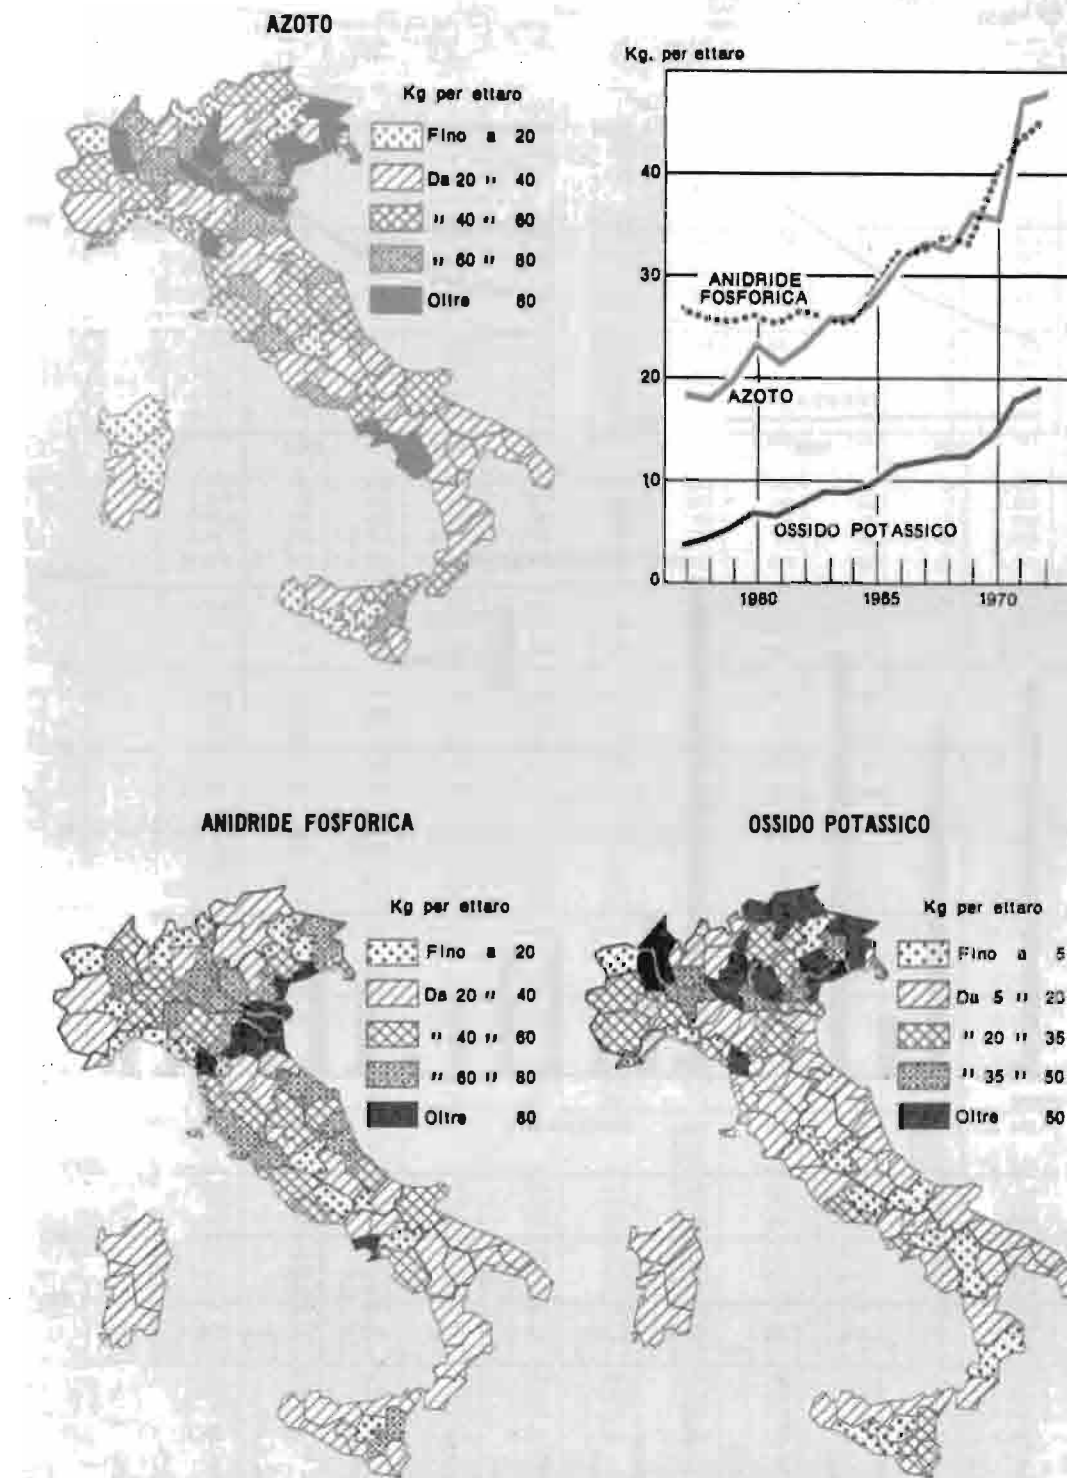 AZOTO
Kg per ettaro
Fino a 20
Da 20 " 40
" 40 " 60
" 60 " 80
Oltre 80
Kg. per ettaro
40
30
20
10
0
ANIDRIDE
FOSFORICA
AZOTO
OSSIDO POTASSICO
1960
1965
1970
ANIDRIDE FOSFORICA
Kg per ettaro
Fino a 20
Da 20 " 40
" 40 " 60
" 60 " 80
Oltre 80
OSSIDO POTASSICO
Kg per ettaro
Fino a 5
Da 5 " 20
" 20 " 35
" 35 " 50
Oltre 50